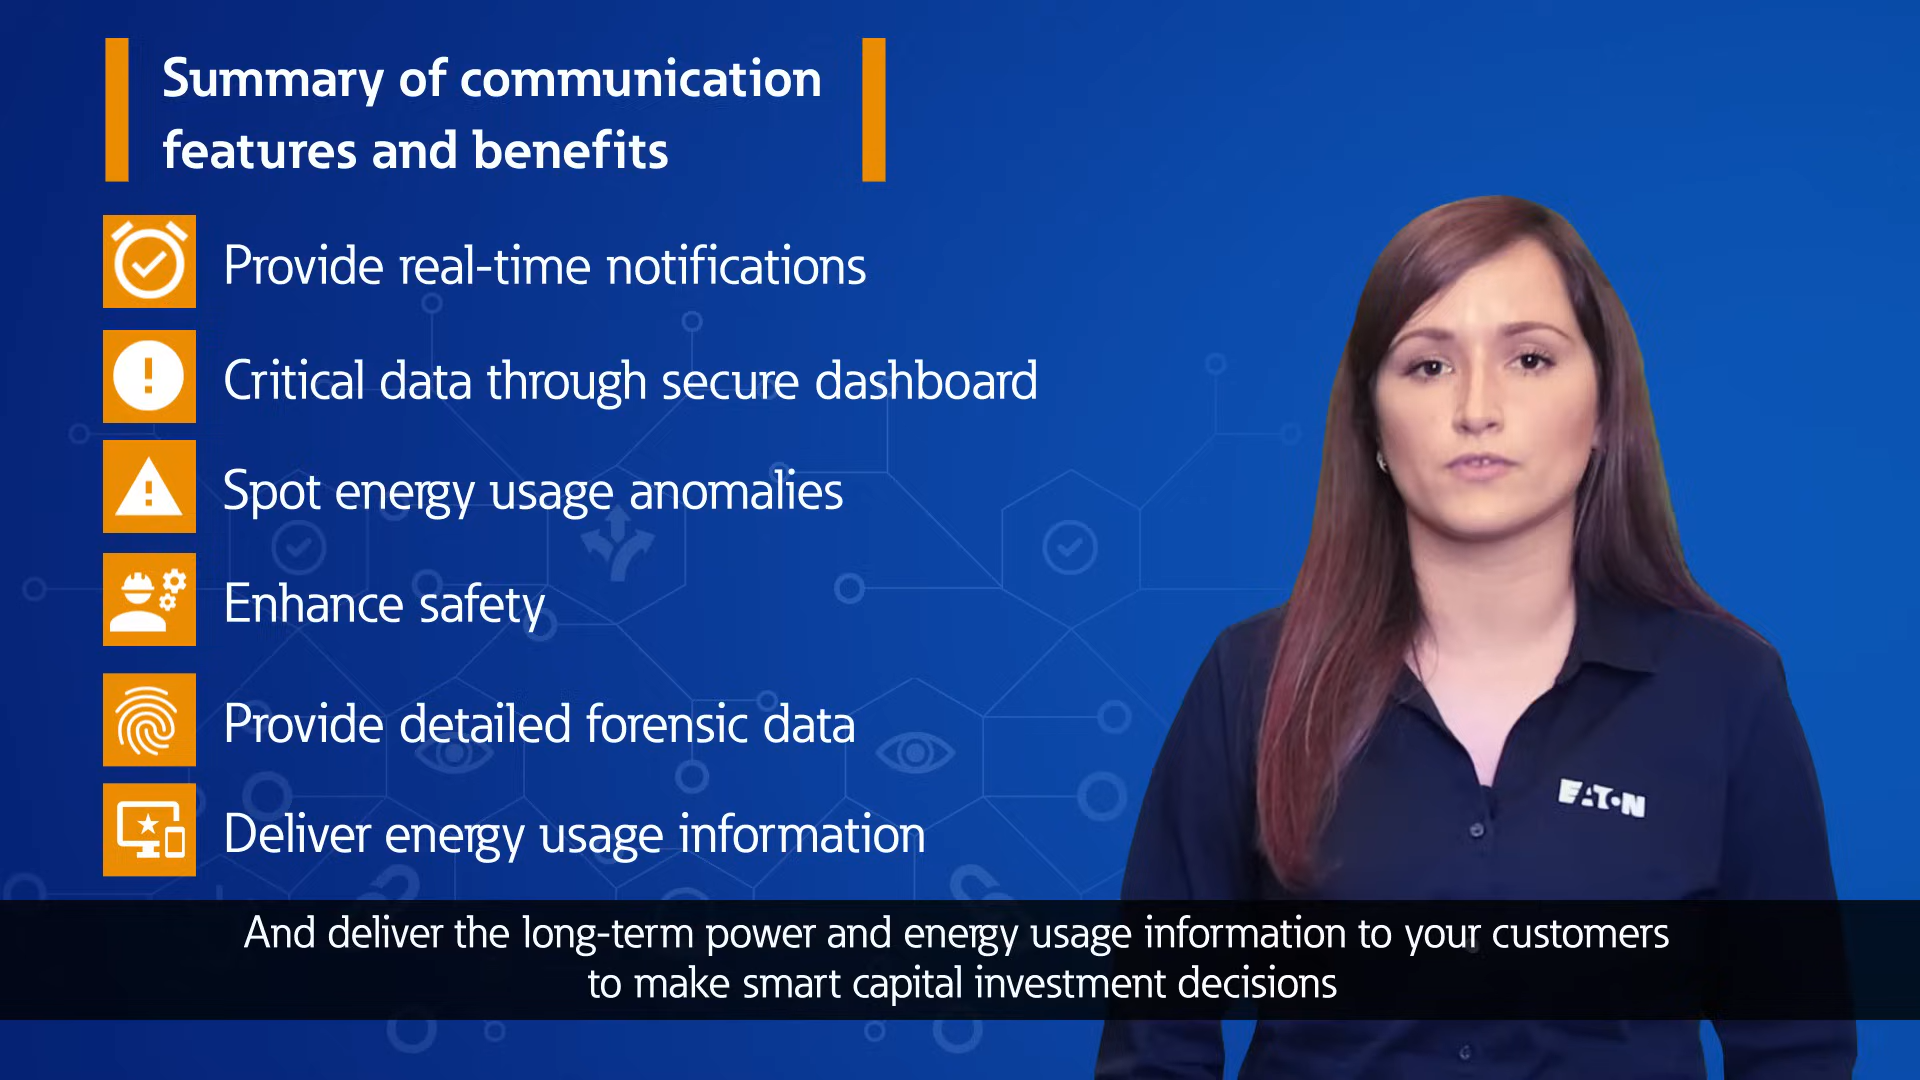 Summary of communication
features and benefits
Provide real-time notifications
Critical data through secure dashboard
Spot energy usage anomalies
Enhance safety
Provide detailed forensic data
Deliver energy usage information
EATON
And deliver the long-term power and energy usage information to your customers
to make smart capital investment decisions